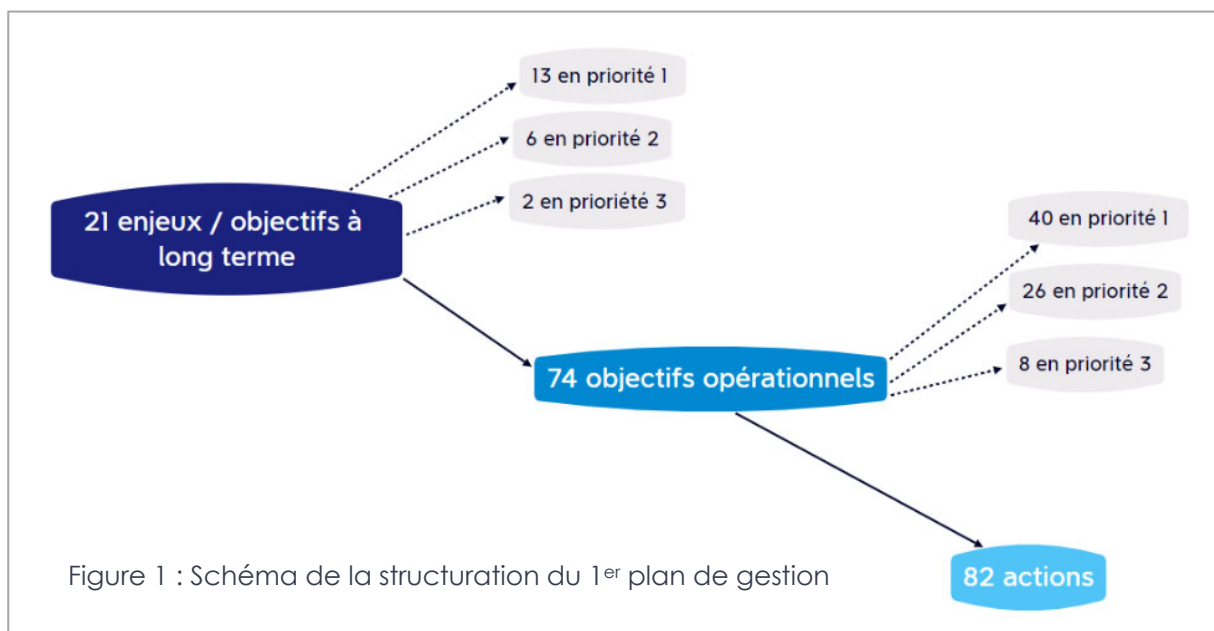 13 en priorité 1
6 en priorité 2
2 en prioriété 3
21 enjeux / objectifs à
long terme
40 en priorité 1
26 en priorité 2
8 en priorité 3
74 objectifs opérationnels
82 actions
Figure 1 : Schéma de la structuration du 1er plan de gestion